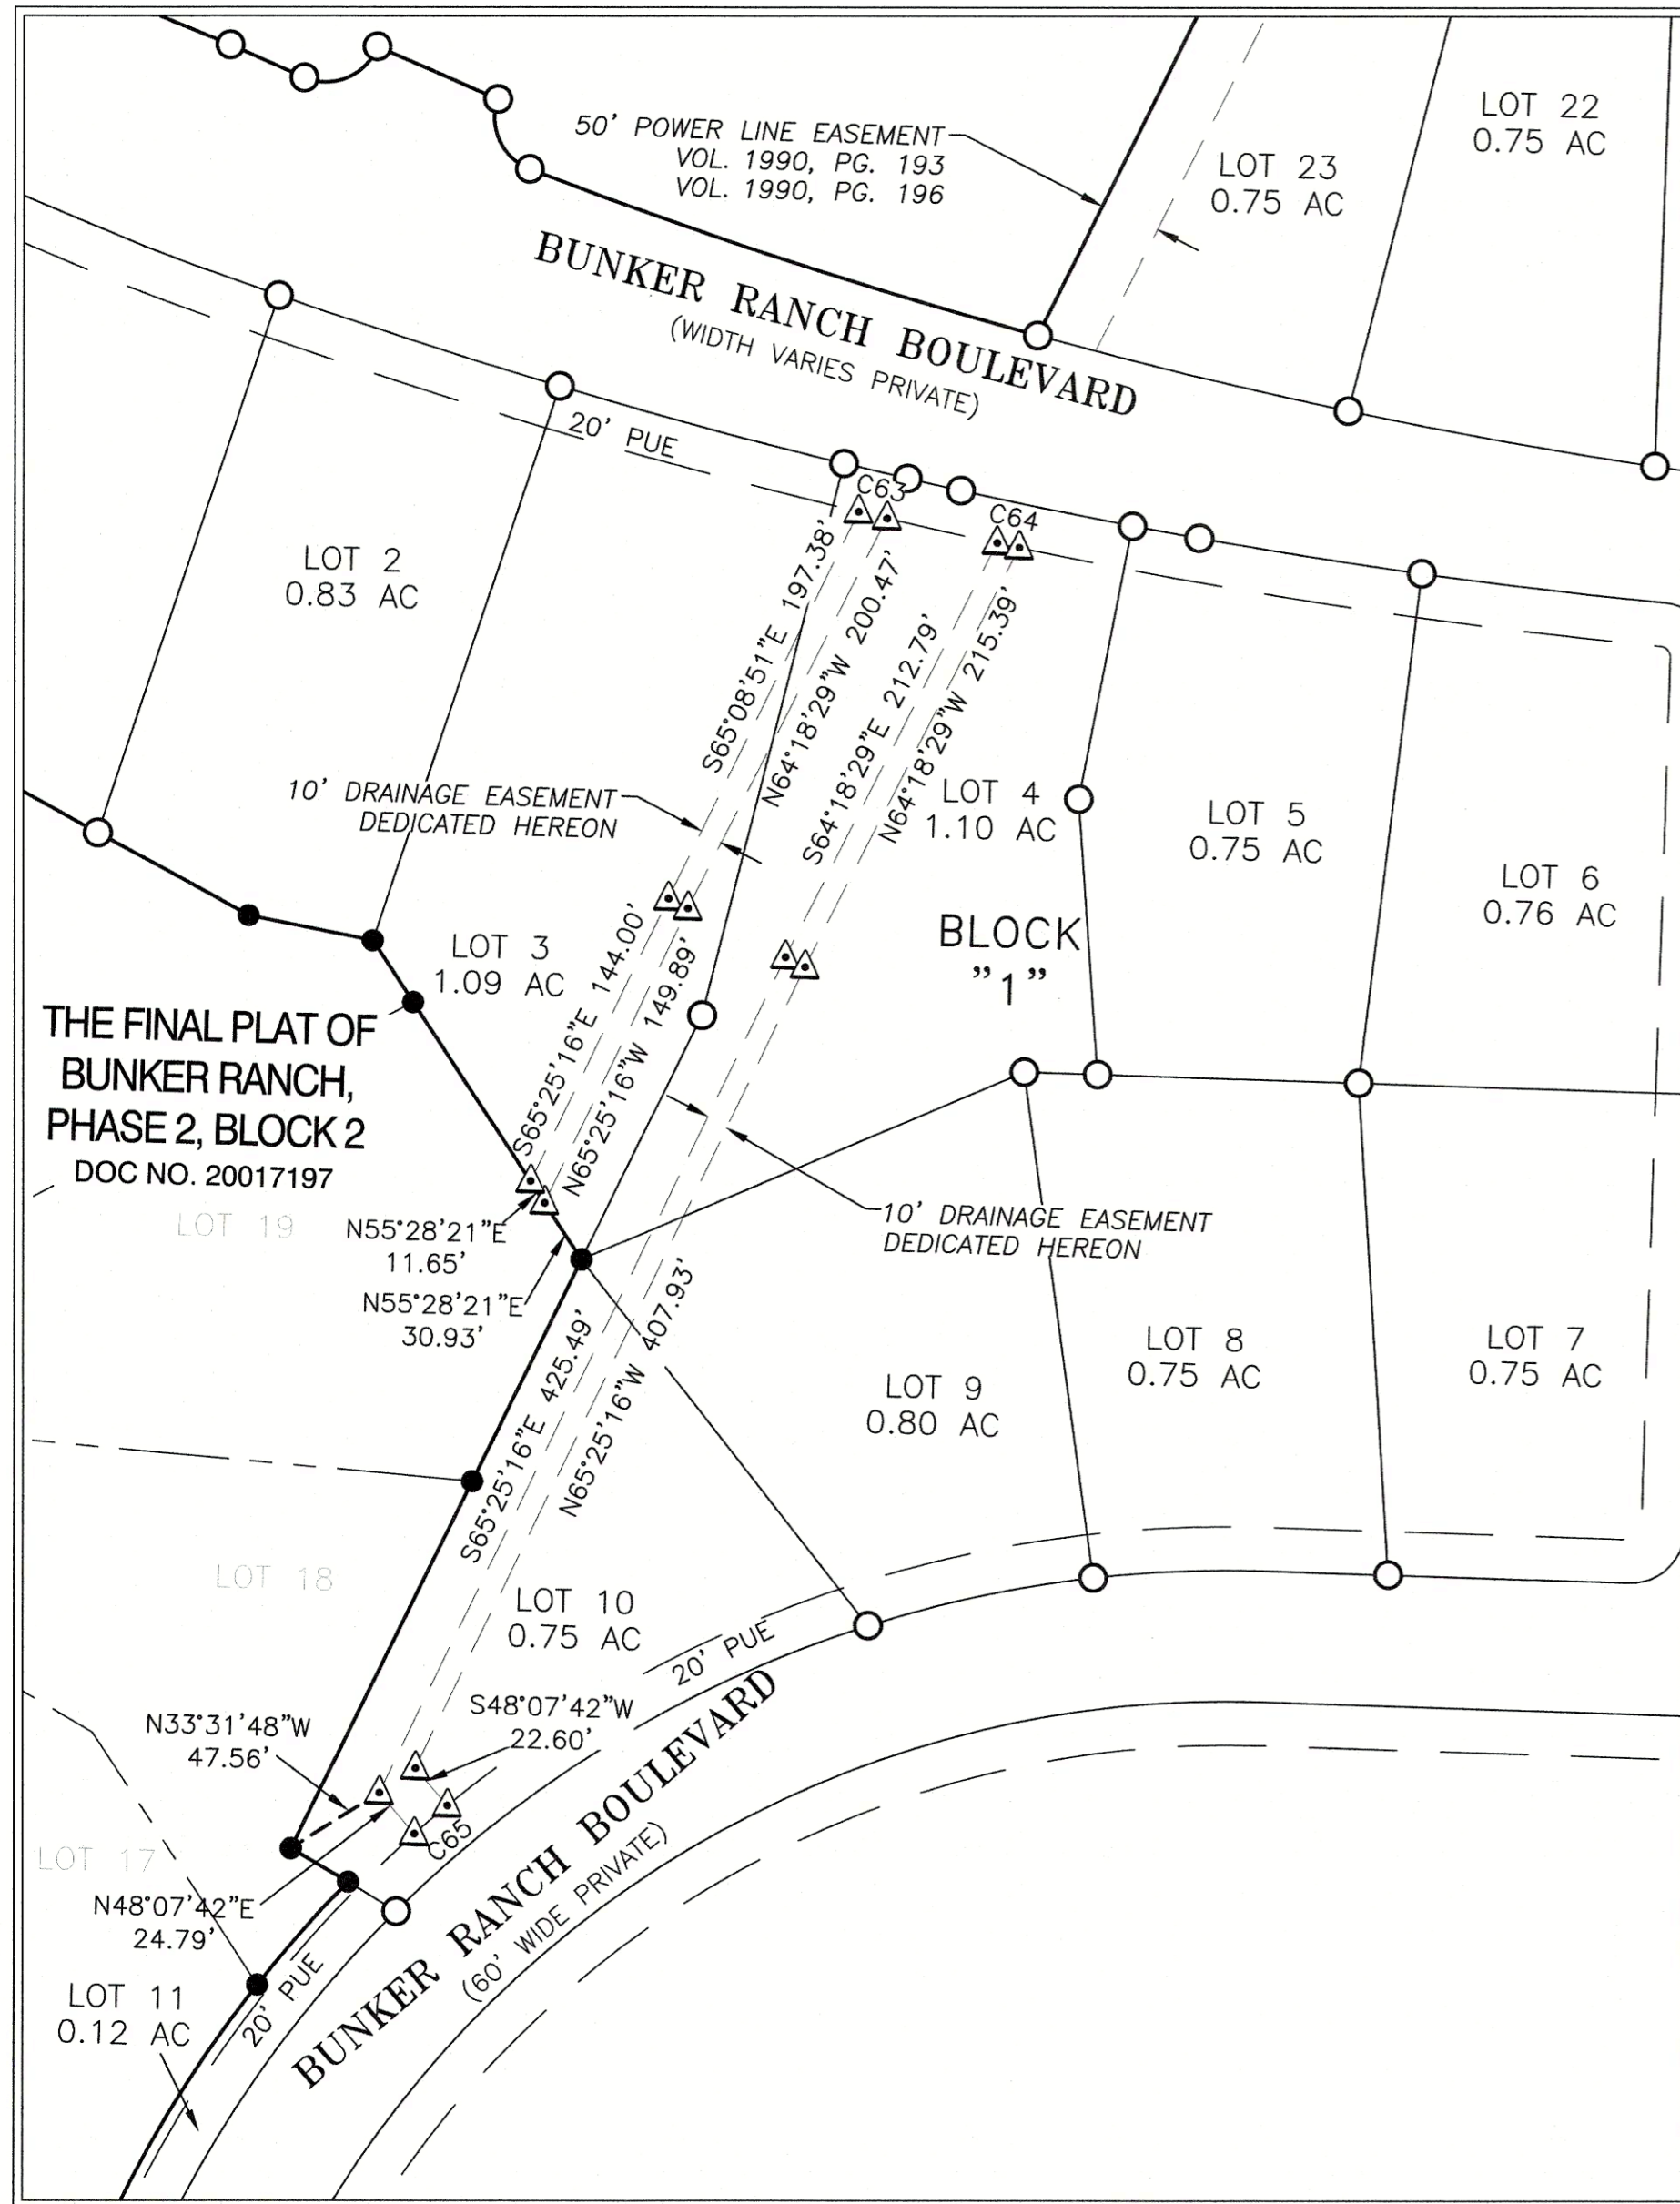 LOT 22
0.75 AC
50' POWER LINE EASEMENT
VOL. 1990, PG. 193
VOL. 1990, PG. 196
LOT 23
0.75 AC
BUNKER RANCH BOULEVARD
(WIDTH VARIES PRIVATE)
20' PUE
C63
C64
LOT 2
0.83 AC
S65°08'51"E 197.38'
N64°18'29"W 200.47'
S64°18'29"E 212.79'
N64°18'29"W 215.39'
10' DRAINAGE EASEMENT
DEDICATED HEREON
LOT 4
1.10 AC
LOT 5
0.75 AC
LOT 6
0.76 AC
LOT 3
1.09 AC
BLOCK
"1"
S65°25'16"E 144.00'
N65°25'16"W 149.89'
THE FINAL PLAT OF
BUNKER RANCH,
PHASE 2, BLOCK 2
DOC NO. 20017197
LOT 19
N55°28'21"E
11.65'
N55°28'21"E
30.93'
10' DRAINAGE EASEMENT
DEDICATED HEREON
S65°25'16"E 425.49'
N65°25'16"W 407.93'
LOT 9
0.80 AC
LOT 8
0.75 AC
LOT 7
0.75 AC
LOT 18
LOT 10
0.75 AC
20' PUE
N33°31'48"W
47.56'
S48°07'42"W
22.60'
C65
LOT 17
N48°07'42"E
24.79'
BUNKER RANCH BOULEVARD
(60' WIDE PRIVATE)
20' PUE
LOT 11
0.12 AC